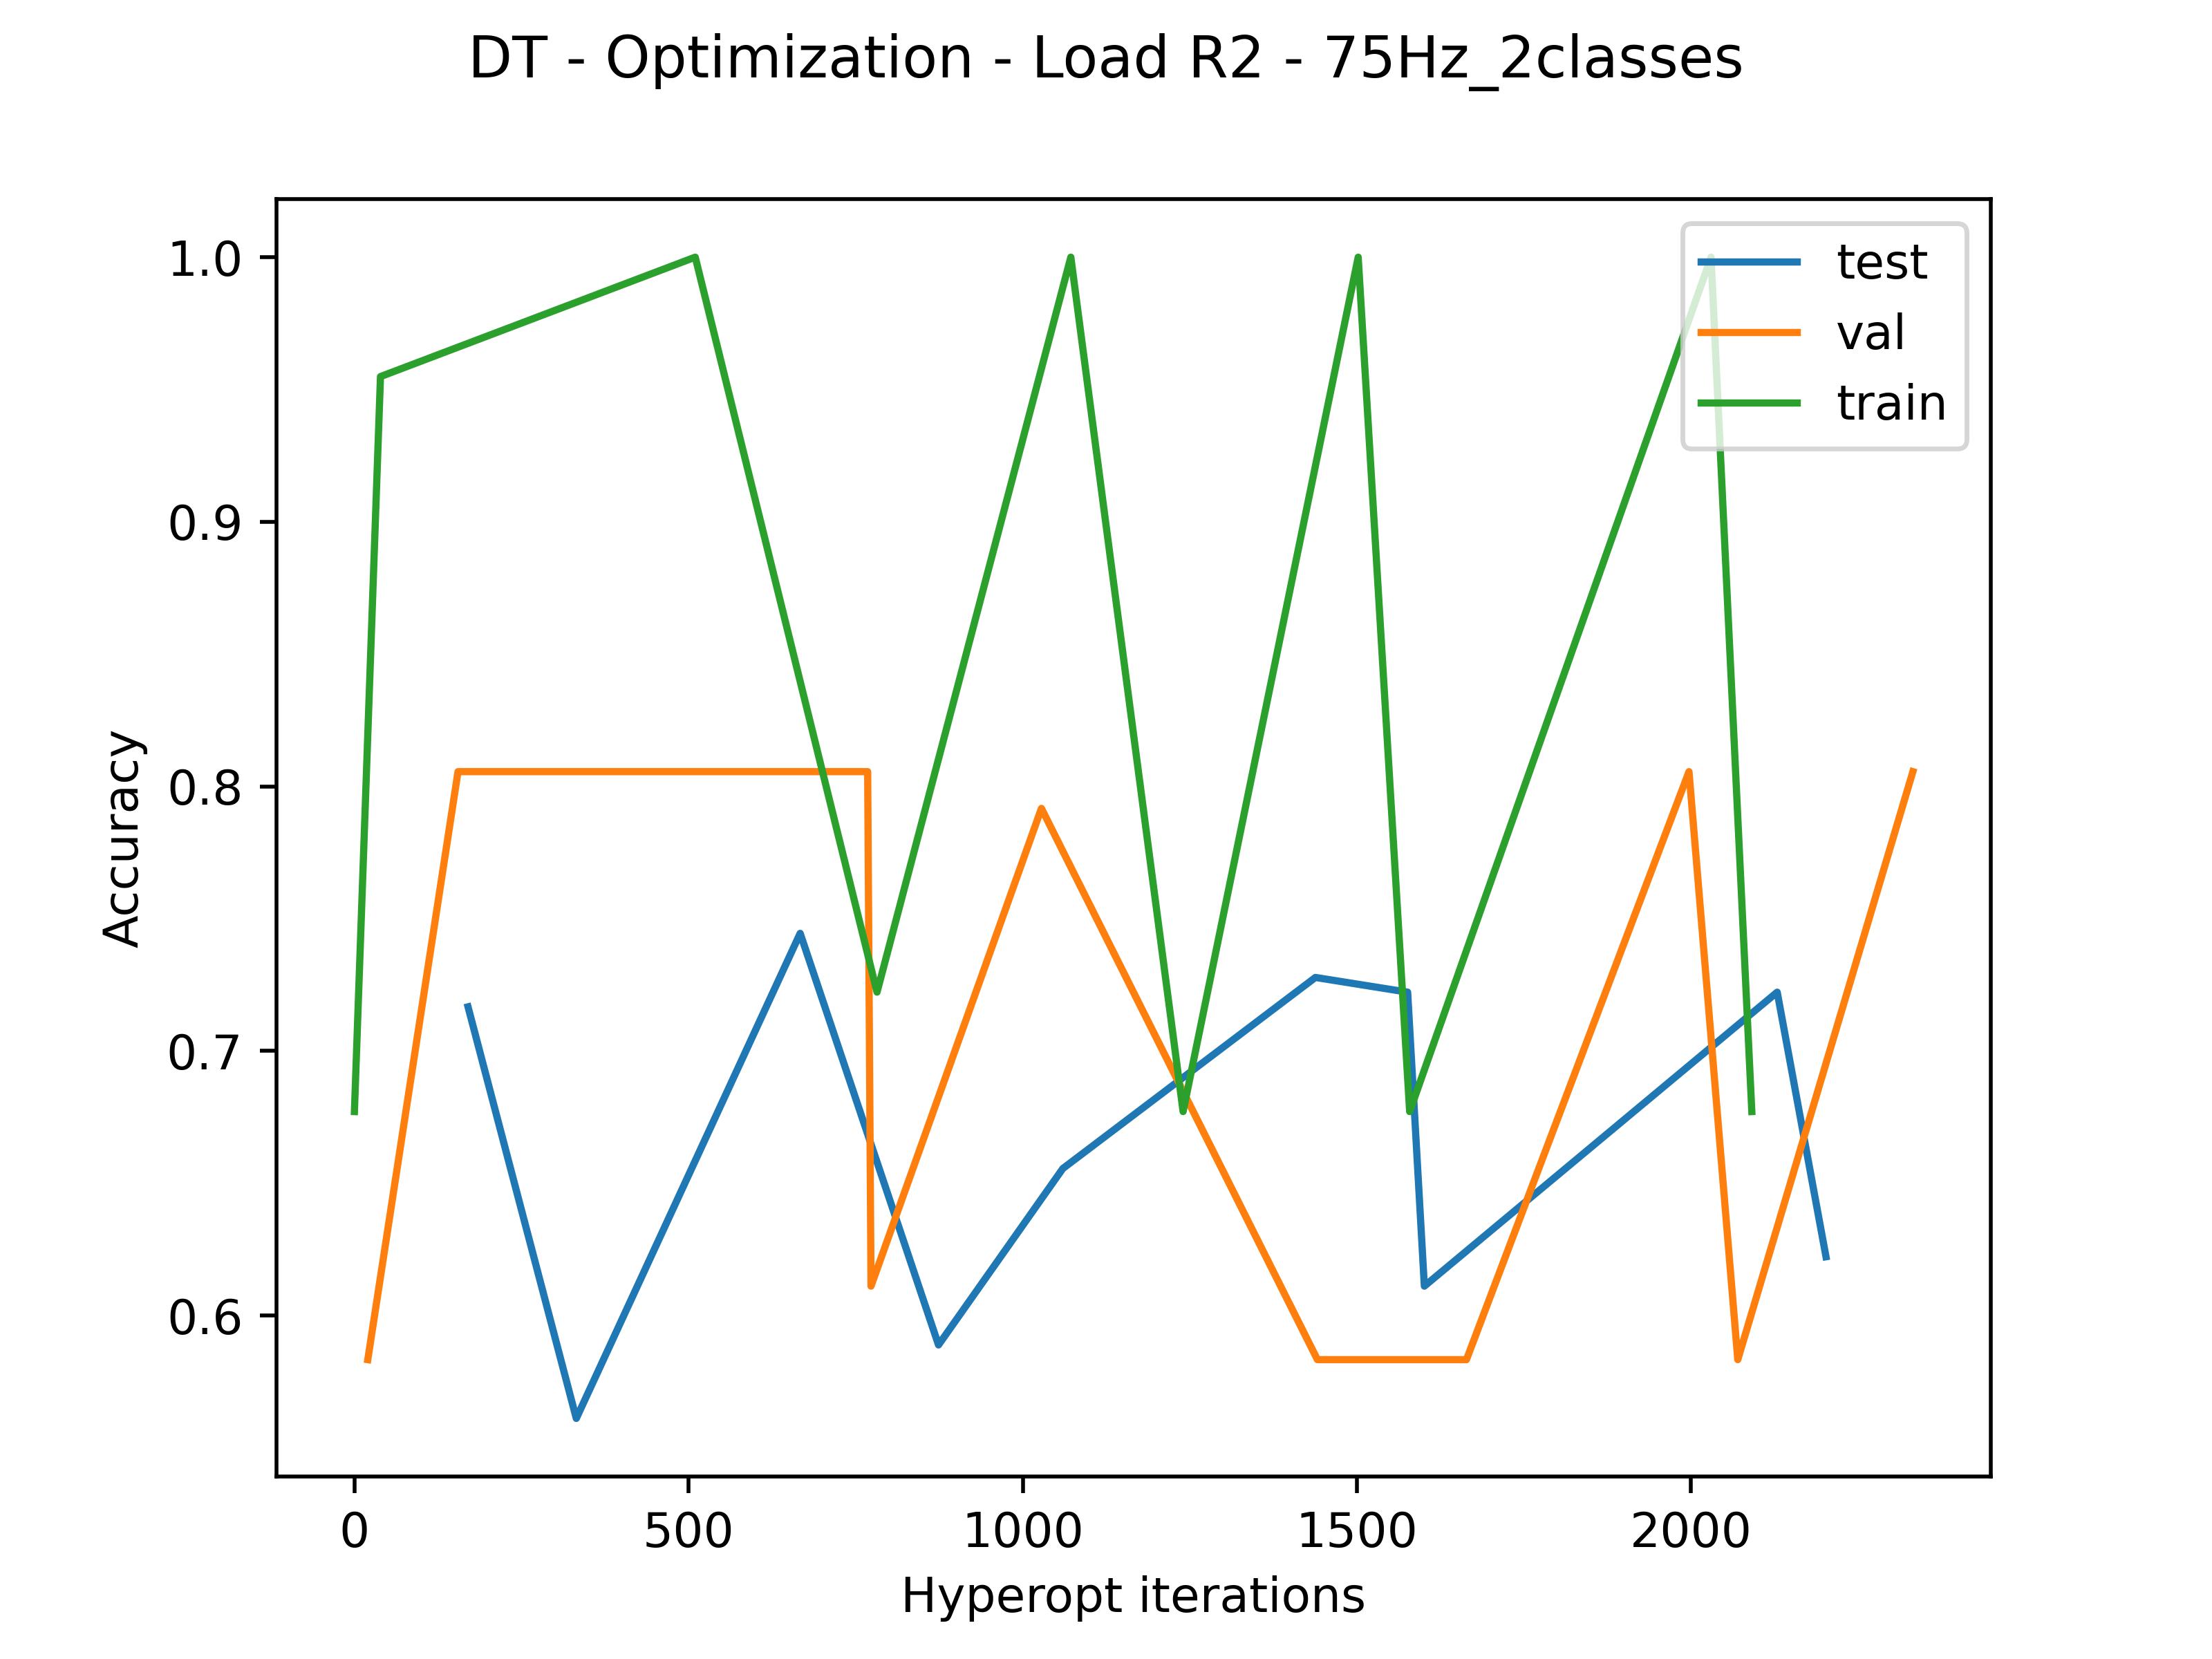 DT - Optimization - Load R2 - 75Hz_2classes
1.0
0.9
0.8
0.7
0.6
Accuracy
test
val
train
0 500 1000 1500 2000
Hyperopt iterations